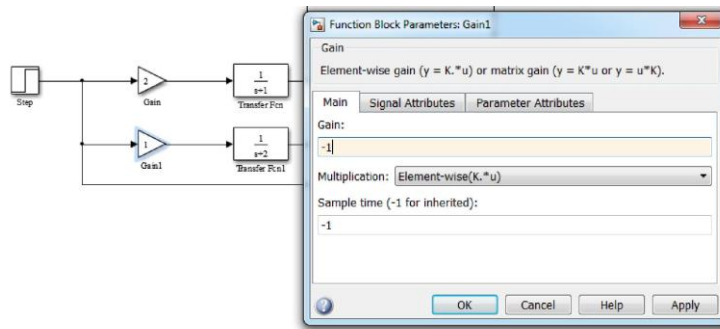 Step
2
Gain
1
s+1
Transfer Fcn
1
Gain1
1
s+2
Transfer Fcn1
Function Block Parameters: Gain1
Gain
Element-wise gain (y = K.*u) or matrix gain (y = K*u or y = u*K).
Main Signal Attributes Parameter Attributes
Gain:
-1
Multiplication: Element-wise(K.*u)
Sample time (-1 for inherited):
-1
? OK Cancel Help Apply